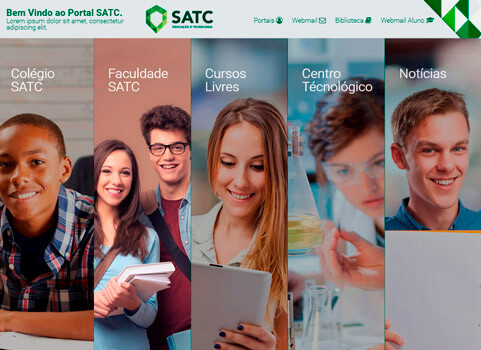 Bem Vindo ao Portal SATC.
Lorem ipsum dolor sit amet, consectetur
adipiscing elit.
SATC
EDUCAÇÃO E TECNOLOGIA
Portais
Webmail
Biblioteca
Webmail Aluno
Colégio
SATC
Faculdade
SATC
Cursos
Livres
Centro
Técnológico
Notícias